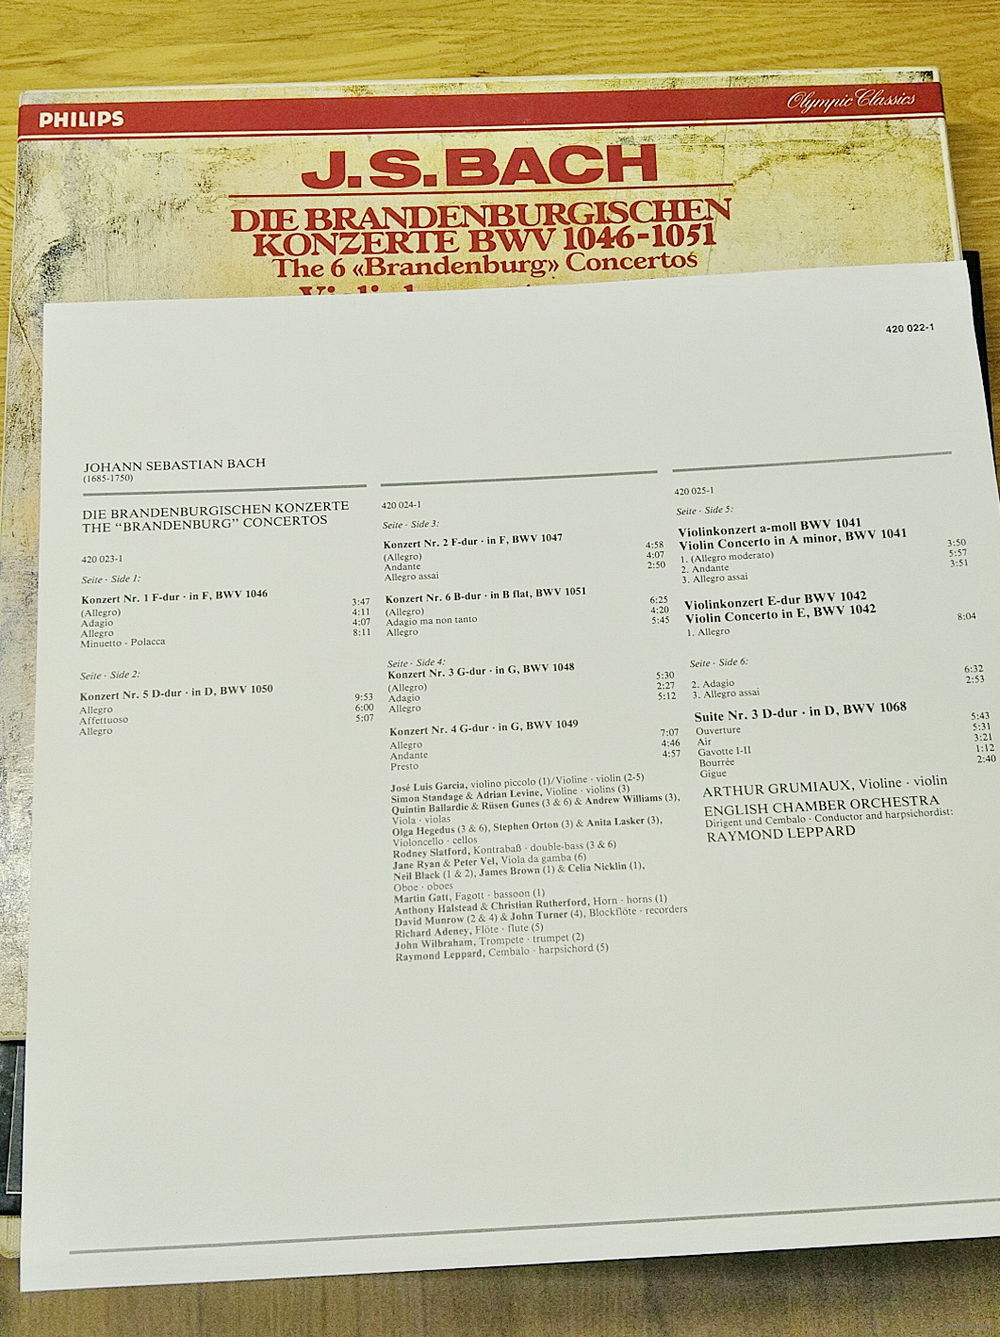 PHILIPS
Olympic Classics
J.S. BACH
DIE BRANDENBURGISCHEN
KONZERTE BWV 1046-1051
The 6 «Brandenburg» Concertos
420 022-1
JOHANN SEBASTIAN BACH
(1685-1750)
DIE BRANDENBURGISCHEN KONZERTE
THE “BRANDENBURG” CONCERTOS
420 023-1
Seite · Side 1:
Konzert Nr. 1 F-dur · in F, BWV 1046
(Allegro) 3:47
Adagio 4:11
Allegro 4:07
Minuetto - Polacca 8:11
Seite · Side 2:
Konzert Nr. 5 D-dur · in D, BWV 1050
Allegro 9:53
Affettuoso 6:00
Allegro 5:07
420 024-1
Seite · Side 3:
Konzert Nr. 2 F-dur · in F, BWV 1047
(Allegro) 4:58
Andante 4:07
Allegro assai 2:50
Konzert Nr. 6 B-dur · in B flat, BWV 1051
(Allegro) 6:25
Adagio ma non tanto 4:20
Allegro 5:45
Seite · Side 4:
Konzert Nr. 3 G-dur · in G, BWV 1048
(Allegro) 5:30
Adagio 2:27
Allegro 5:12
Konzert Nr. 4 G-dur · in G, BWV 1049
Allegro 7:07
Andante 4:46
Presto 4:57
José Luis Garcia, violino piccolo (1)/Violine · violin (2-5)
Simon Standage & Adrian Levine, Violine · violins (3)
Quintin Ballardie & Rüsen Gunes (3 & 6) & Andrew Williams (3),
Viola · violas
Olga Hegedus (3 & 6), Stephen Orton (3) & Anita Lasker (3),
Violoncello · cellos
Rodney Slatford, Kontrabaß · double-bass (3 & 6)
Jane Ryan & Peter Vel, Viola da gamba (6)
Neil Black (1 & 2), James Brown (1) & Celia Nicklin (1),
Oboe · oboes
Martin Gatt, Fagott · bassoon (1)
Anthony Halstead & Christian Rutherford, Horn · horns (1)
David Munrow (2 & 4) & John Turner (4), Blockflöte · recorders
Richard Adeney, Flöte · flute (5)
John Wilbraham, Trompete · trumpet (2)
Raymond Leppard, Cembalo · harpsichord (5)
420 025-1
Seite · Side 5:
Violinkonzert a-moll BWV 1041
Violin Concerto in A minor, BWV 1041
1. (Allegro moderato) 3:50
2. Andante 5:57
3. Allegro assai 3:51
Violinkonzert E-dur BWV 1042
Violin Concerto in E, BWV 1042
1. Allegro 8:04
Seite · Side 6:
2. Adagio 6:32
3. Allegro assai 2:53
Suite Nr. 3 D-dur · in D, BWV 1068
Ouverture 5:43
Air 5:31
Gavotte I-II 3:21
Bourrée 1:12
Gigue 2:40
ARTHUR GRUMIAUX, Violine · violin
ENGLISH CHAMBER ORCHESTRA
Dirigent und Cembalo · Conductor and harpsichordist:
RAYMOND LEPPARD